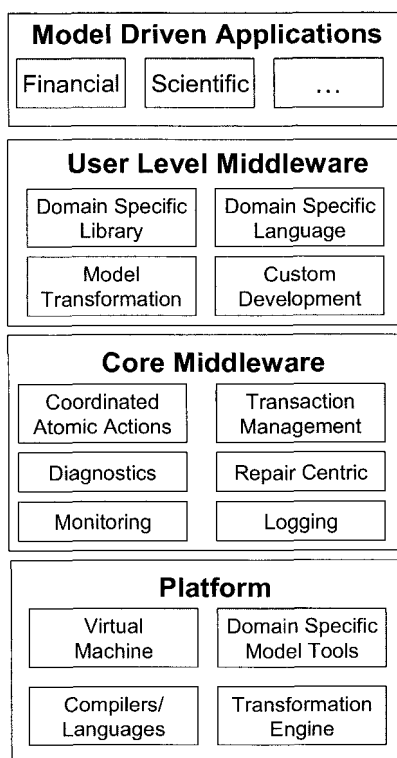 Model Driven Applications
Financial
Scientific
...
User Level Middleware
Domain Specific
Library
Domain Specific
Language
Model
Transformation
Custom
Development
Core Middleware
Coordinated
Atomic Actions
Transaction
Management
Diagnostics
Repair Centric
Monitoring
Logging
Platform
Virtual
Machine
Domain Specific
Model Tools
Compilers/
Languages
Transformation
Engine